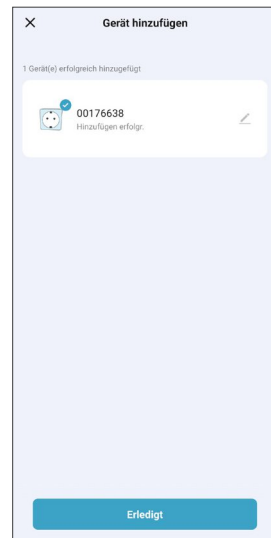 Gerät hinzufügen
1 Gerät(e) erfolgreich hinzugefügt
00176638
Hinzufügen erfolgr.
Erledigt